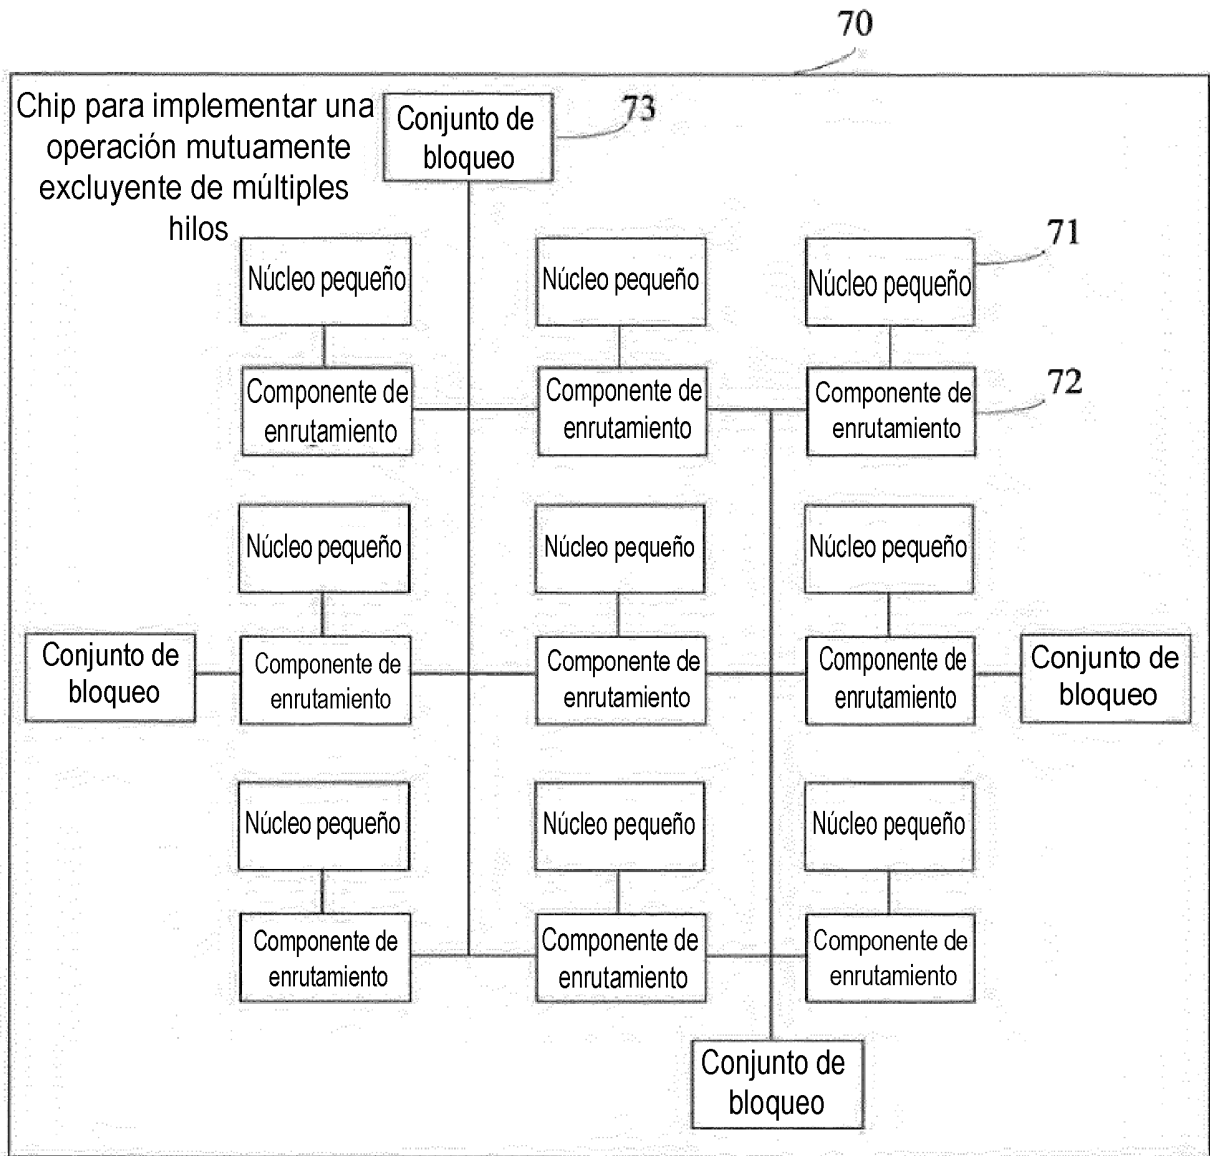 70
Chip para implementar una
operación mutuamente
excluyente de múltiples
hilos
Conjunto de
bloqueo
73
Núcleo pequeño
Núcleo pequeño
Núcleo pequeño
71
Componente de
enrutamiento
Componente de
enrutamiento
Componente de
enrutamiento
72
Núcleo pequeño
Núcleo pequeño
Núcleo pequeño
Conjunto de
bloqueo
Componente de
enrutamiento
Componente de
enrutamiento
Componente de
enrutamiento
Conjunto de
bloqueo
Núcleo pequeño
Núcleo pequeño
Núcleo pequeño
Componente de
enrutamiento
Componente de
enrutamiento
Componente de
enrutamiento
Conjunto de
bloqueo